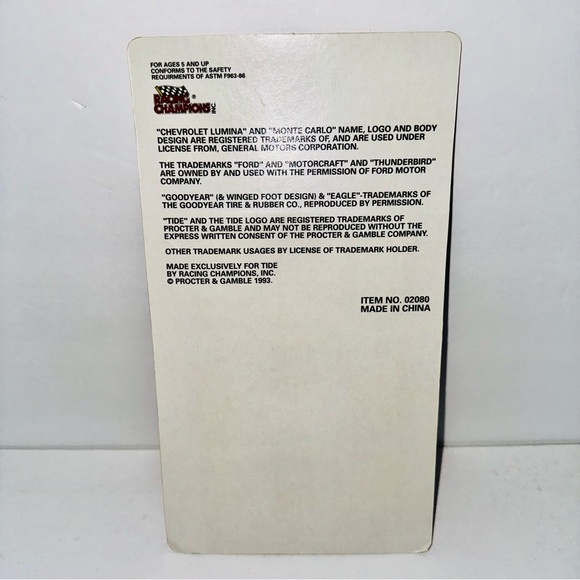 FOR AGES 5 AND UP
CONFORMS TO THE SAFETY
REQUIRMENTS OF ASTM F963-86
RACING
CHAMPIONS INC.
®
"CHEVROLET LUMINA" AND "MONTE CARLO" NAME, LOGO AND BODY
DESIGN ARE REGISTERED TRADEMARKS OF, AND ARE USED UNDER
LICENSE FROM, GENERAL MOTORS CORPORATION.
THE TRADEMARKS "FORD" AND "MOTORCRAFT" AND "THUNDERBIRD"
ARE OWNED BY AND USED WITH THE PERMISSION OF FORD MOTOR
COMPANY.
"GOODYEAR" (& WINGED FOOT DESIGN) & "EAGLE"-TRADEMARKS OF
THE GOODYEAR TIRE & RUBBER CO., REPRODUCED BY PERMISSION.
"TIDE" AND THE TIDE LOGO ARE REGISTERED TRADEMARKS OF
PROCTER & GAMBLE AND MAY NOT BE REPRODUCED WITHOUT THE
EXPRESS WRITTEN CONSENT OF THE PROCTER & GAMBLE COMPANY.
OTHER TRADEMARK USAGES BY LICENSE OF TRADEMARK HOLDER.
MADE EXCLUSIVELY FOR TIDE
BY RACING CHAMPIONS, INC.
© PROCTER & GAMBLE 1993.
ITEM NO. 02080
MADE IN CHINA